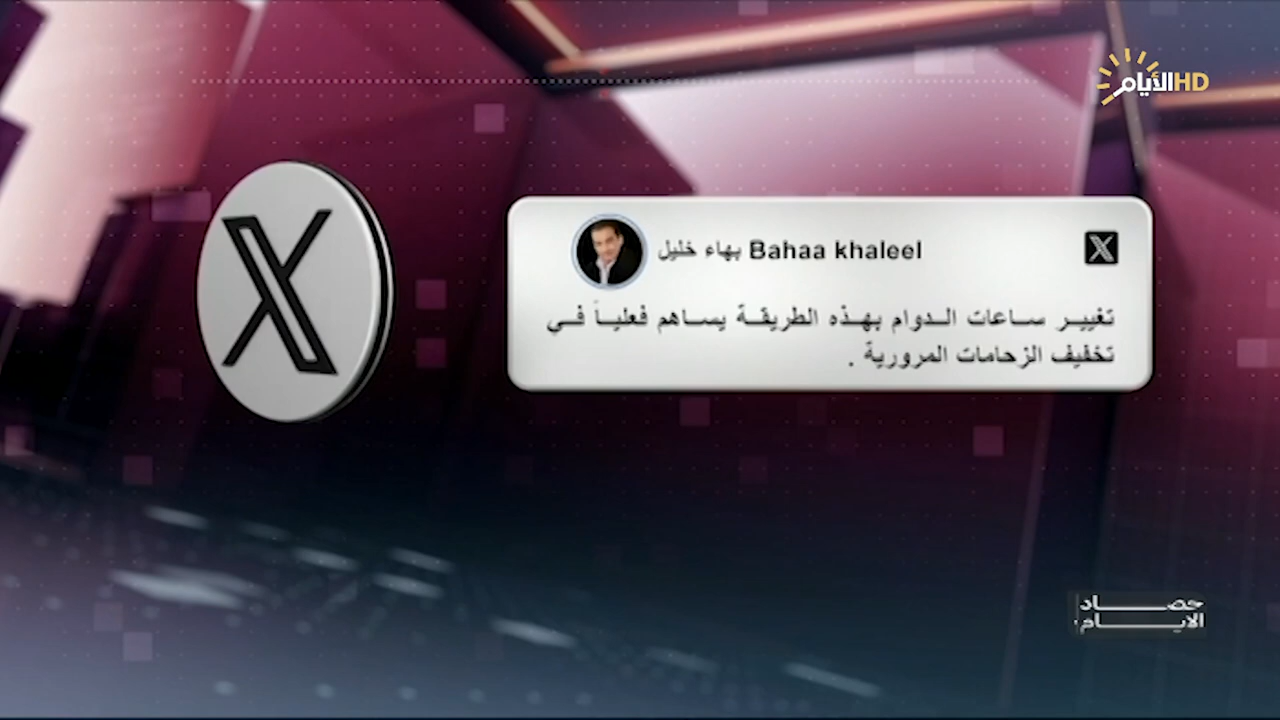 الأيام HD
بهاء خليل Bahaa khaleel
تغيير ساعات الدوام بهذه الطريقة يساهم فعلياً في
تخفيف الزحامات المرورية .
حصاد
الايام